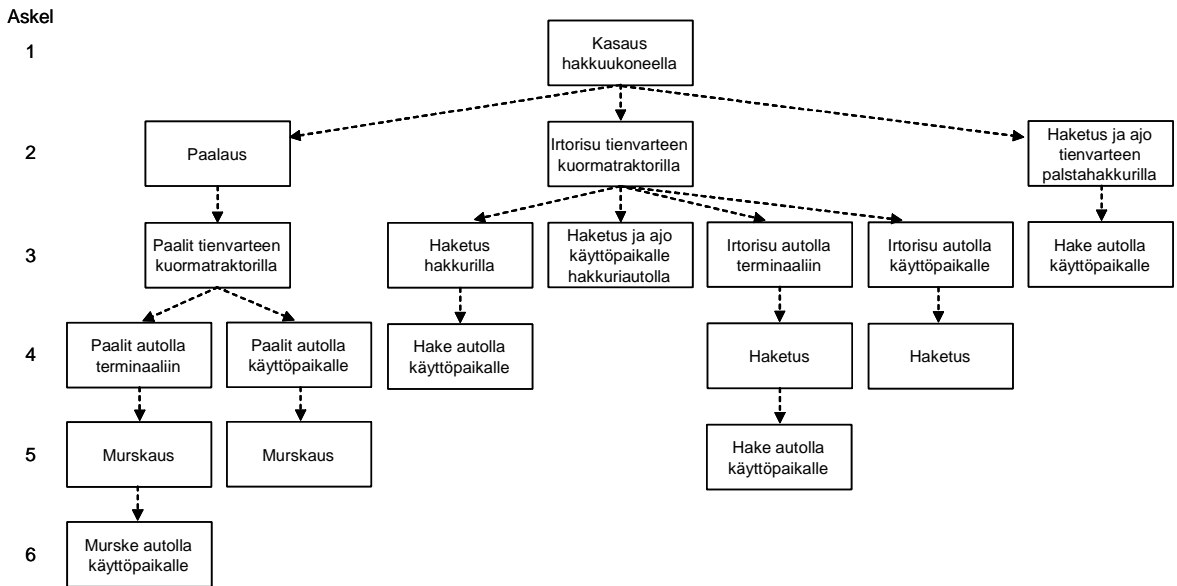 Askel
1
Kasaus
hakkuukoneella
2
Paalaus
Irtorisu tienvarteen
kuormatraktorilla
Haketus ja ajo
tienvarteen
palstahakkurilla
3
Paalit tienvarteen
kuormatraktorilla
Haketus
hakkurilla
Haketus ja ajo
käyttöpaikalle
hakkuriautolla
Irtorisu autolla
terminaaliin
Irtorisu autolla
käyttöpaikalle
Hake autolla
käyttöpaikalle
4
Paalit autolla
terminaaliin
Paalit autolla
käyttöpaikalle
Hake autolla
käyttöpaikalle
Haketus
Haketus
5
Murskaus
Murskaus
Hake autolla
käyttöpaikalle
6
Murske autolla
käyttöpaikalle